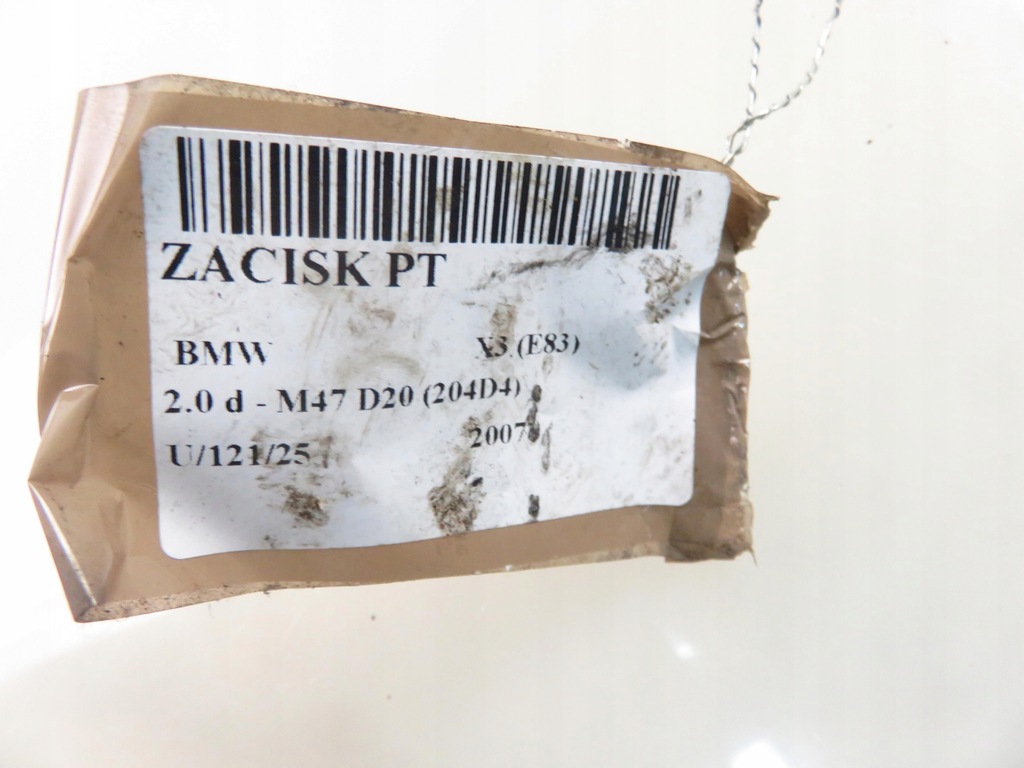 ZACISK PT
BMW X3 (E83)
2.0 d - M47 D20 (204D4)
2007
U/121/25